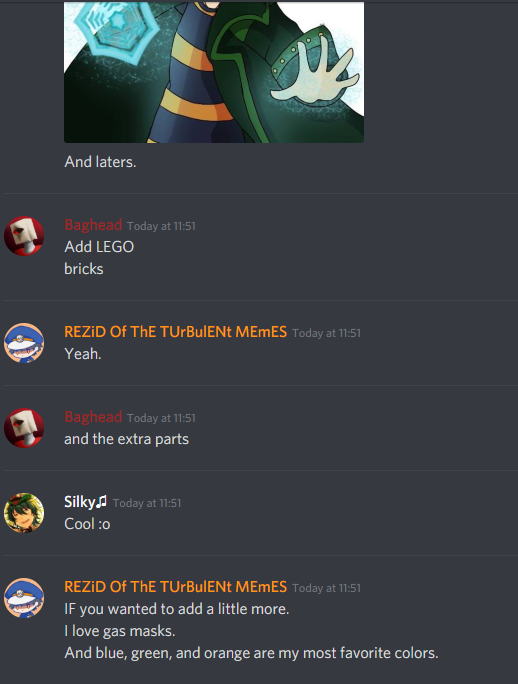 And laters.
Baghead Today at 11:51
Add LEGO
bricks
REZiD Of ThE TUrBulENt MEmES Today at 11:51
Yeah.
Baghead Today at 11:51
and the extra parts
Silky♫ Today at 11:51
Cool :o
REZiD Of ThE TUrBulENt MEmES Today at 11:51
IF you wanted to add a little more.
I love gas masks.
And blue, green, and orange are my most favorite colors.